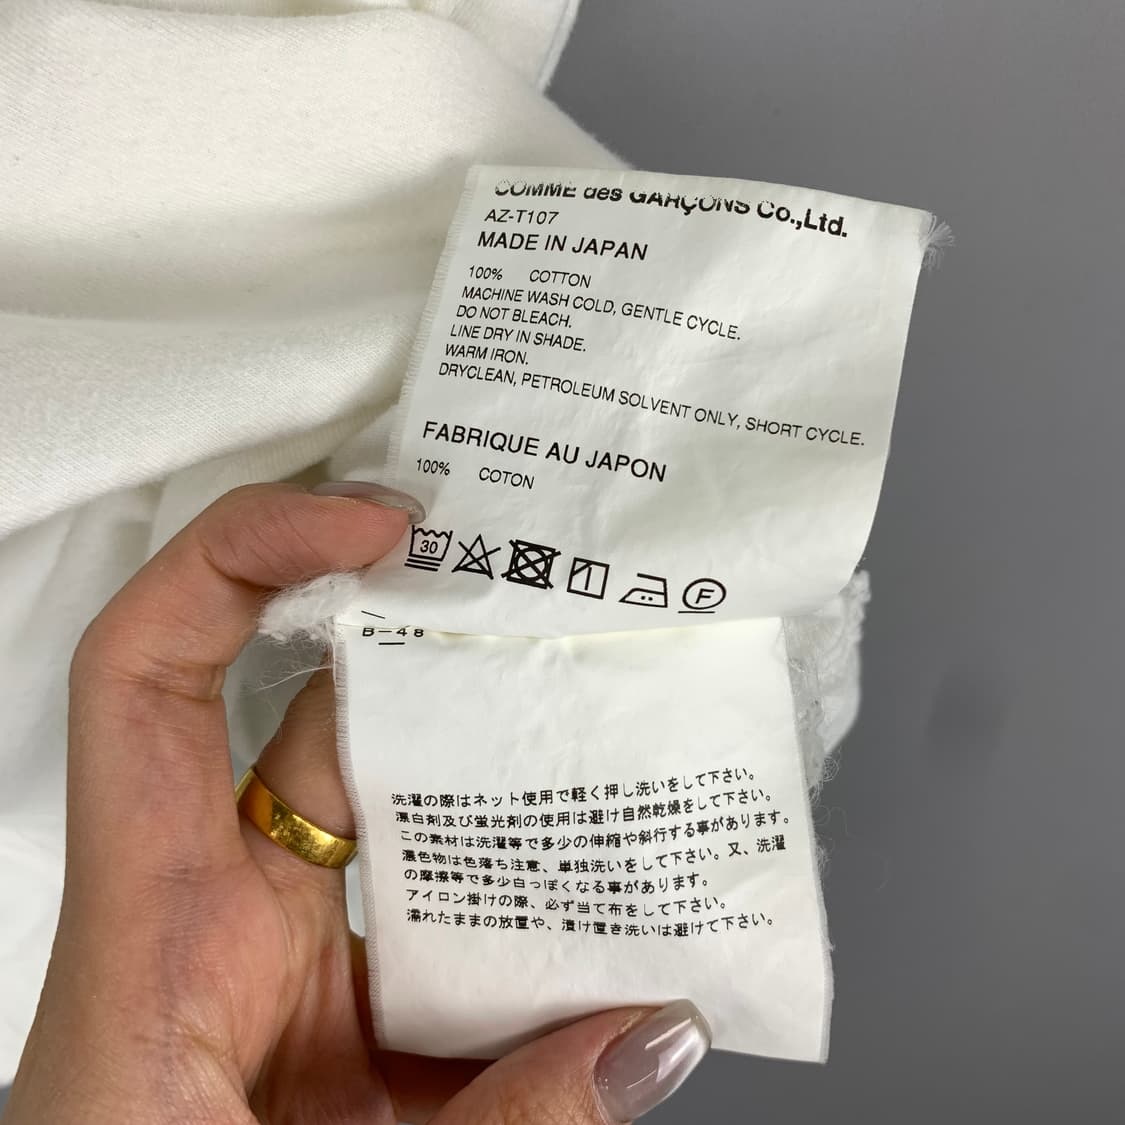 COMME des GARÇONS Co.,Ltd.
AZ-T107
MADE IN JAPAN
100% COTTON
MACHINE WASH COLD, GENTLE CYCLE.
DO NOT BLEACH.
LINE DRY IN SHADE.
WARM IRON.
DRYCLEAN, PETROLEUM SOLVENT ONLY, SHORT CYCLE.
FABRIQUE AU JAPON
100% COTON
30
F
B-48
洗濯の際はネット使用で軽く押し洗いをして下さい。
漂白剤及び蛍光剤の使用は避け自然乾燥をして下さい。
この素材は洗濯等で多少の伸縮や斜行する事があります。
濃色物は色落ち注意、単独洗いをして下さい。又、洗濯
の摩擦等で多少白っぽくなる事があります。
アイロン掛けの際、必ず当て布をして下さい。
濡れたままの放置や、漬け置き洗いは避けて下さい。